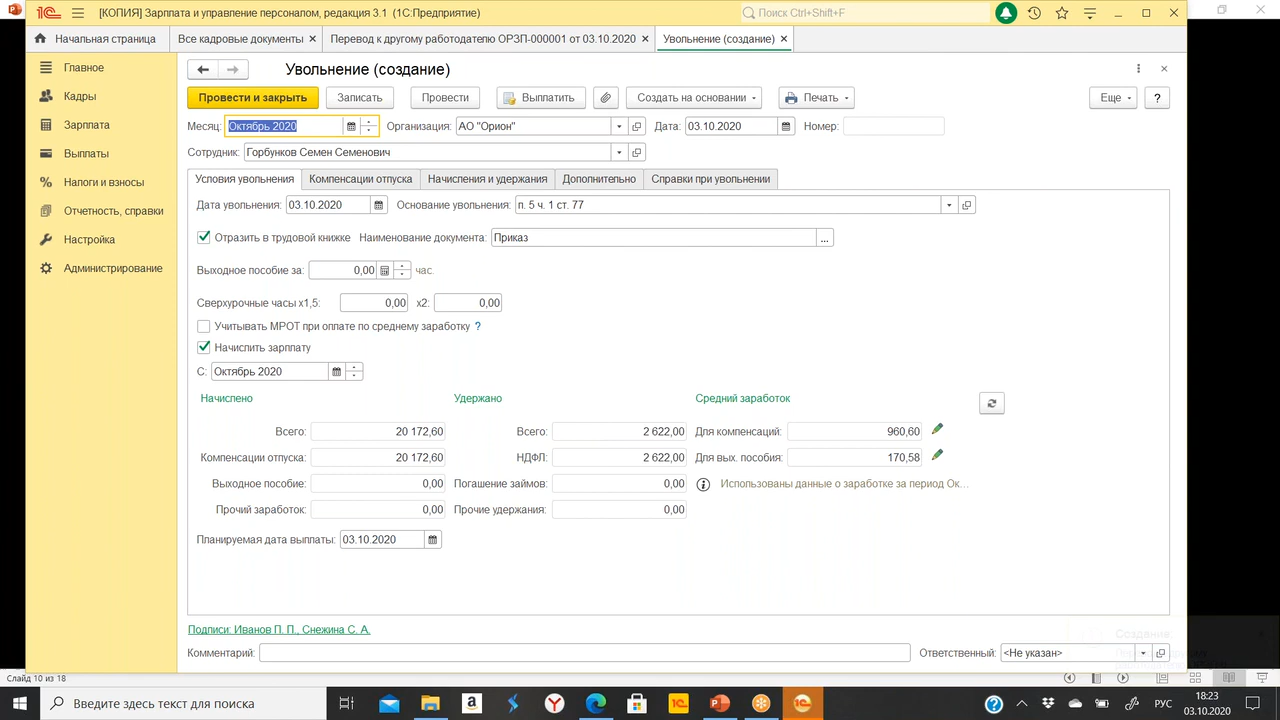 [КОПИЯ] Зарплата и управление персоналом, редакция 3.1 (1С:Предприятие)
Поиск Ctrl+Shift+F
Начальная страница
Все кадровые документы
Перевод к другому работодателю ОРЗП-000001 от 03.10.2020
Увольнение (создание)
Главное
Кадры
Зарплата
Выплаты
Налоги и взносы
Отчетность, справки
Настройка
Администрирование
Увольнение (создание)
Провести и закрыть Записать Провести Выплатить Создать на основании Печать Еще ?
Месяц: Октябрь 2020 Организация: АО "Орион" Дата: 03.10.2020 Номер:
Сотрудник: Горбунков Семен Семенович
Условия увольнения Компенсации отпуска Начисления и удержания Дополнительно Справки при увольнении
Дата увольнения: 03.10.2020 Основание увольнения: п. 5 ч. 1 ст. 77
Отразить в трудовой книжке Наименование документа: Приказ ...
Выходное пособие за: 0,00 час.
Сверхурочные часы x1,5: 0,00 x2: 0,00
Учитывать МРОТ при оплате по среднему заработку ?
Начислить зарплату
С: Октябрь 2020
Начислено Удержано Средний заработок
Всего: 20 172,60 Всего: 2 622,00 Для компенсаций: 960,60
Компенсации отпуска: 20 172,60 НДФЛ: 2 622,00 Для вых. пособия: 170,58
Выходное пособие: 0,00 Погашение займов: 0,00 Использованы данные о заработке за период Ок...
Прочий заработок: 0,00 Прочие удержания: 0,00
Планируемая дата выплаты: 03.10.2020
Подписи: Иванов П. П., Снежина С. А.
Создание
Комментарий: Ответственный: <Не указан>
Слайд 10 из 18
Введите здесь текст для поиска
a
РУС
18:23
03.10.2020